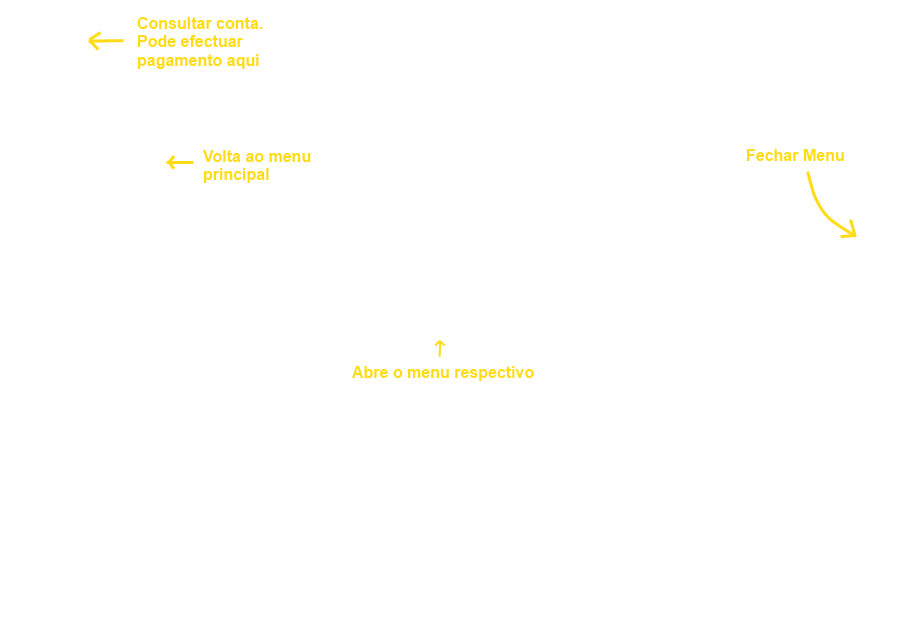 Consultar conta.
Pode efectuar
pagamento aqui
Volta ao menu
principal
Fechar Menu
Abre o menu respectivo